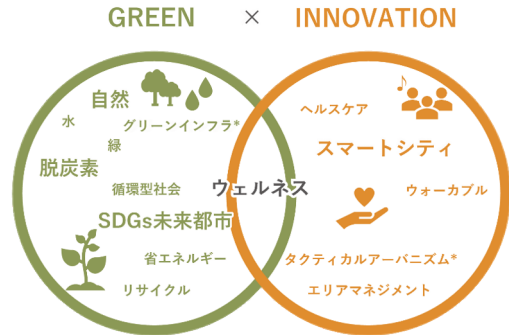 GREEN × INNOVATION
自然
水
グリーンインフラ*
緑
脱炭素
循環型社会
SDGs未来都市
省エネルギー
リサイクル
ウェルネス
ヘルスケア
スマートシティ
ウォーカブル
タクティカルアーバニズム*
エリアマネジメント